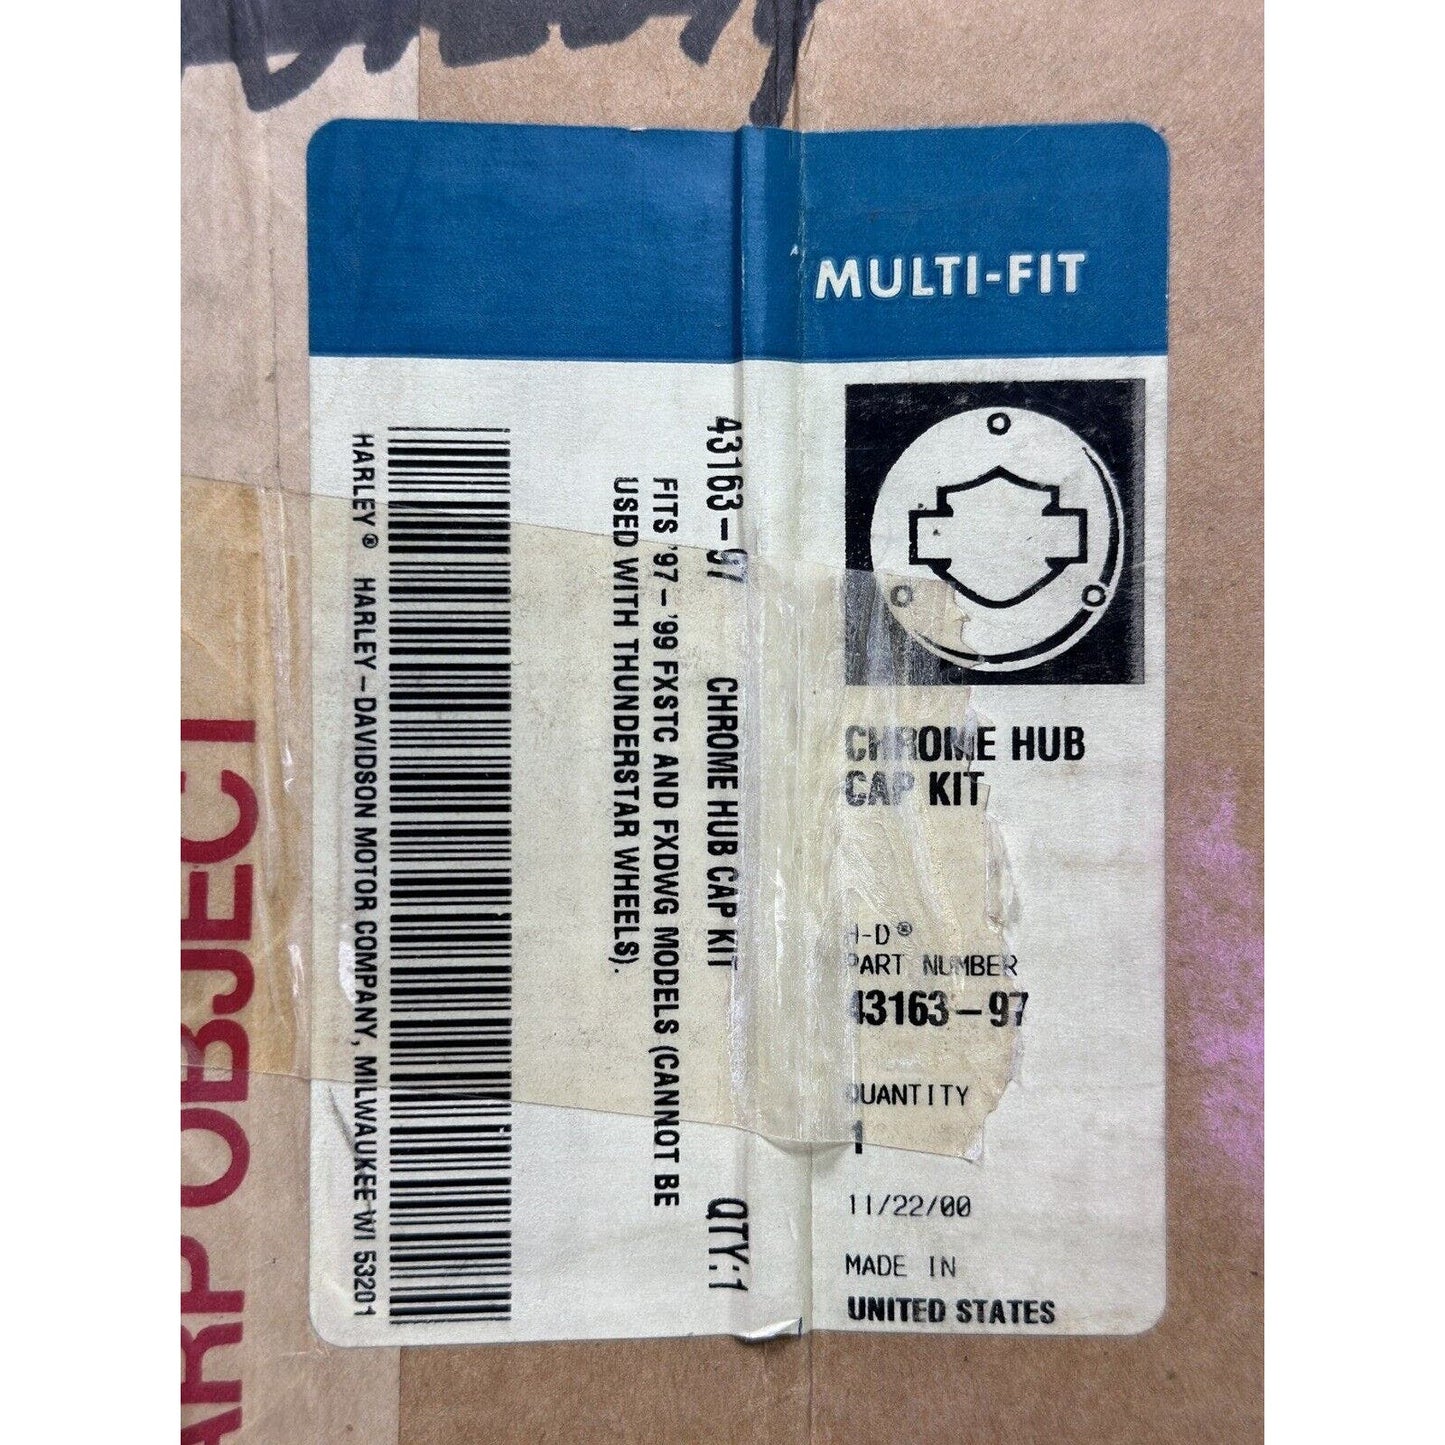 MULTI-FIT
CHROME HUB
CAP KIT
H-D®
PART NUMBER
43163-97
QUANTITY
1
11/22/00
MADE IN
UNITED STATES
43163-97 CHROME HUB CAP KIT QTY:1
FITS '97-'99 FXSTC AND FXDWG MODELS (CANNOT BE
USED WITH THUNDERSTAR WHEELS).
HARLEY® HARLEY-DAVIDSON MOTOR COMPANY, MILWAUKEE WI 53201
ARP OBJECT